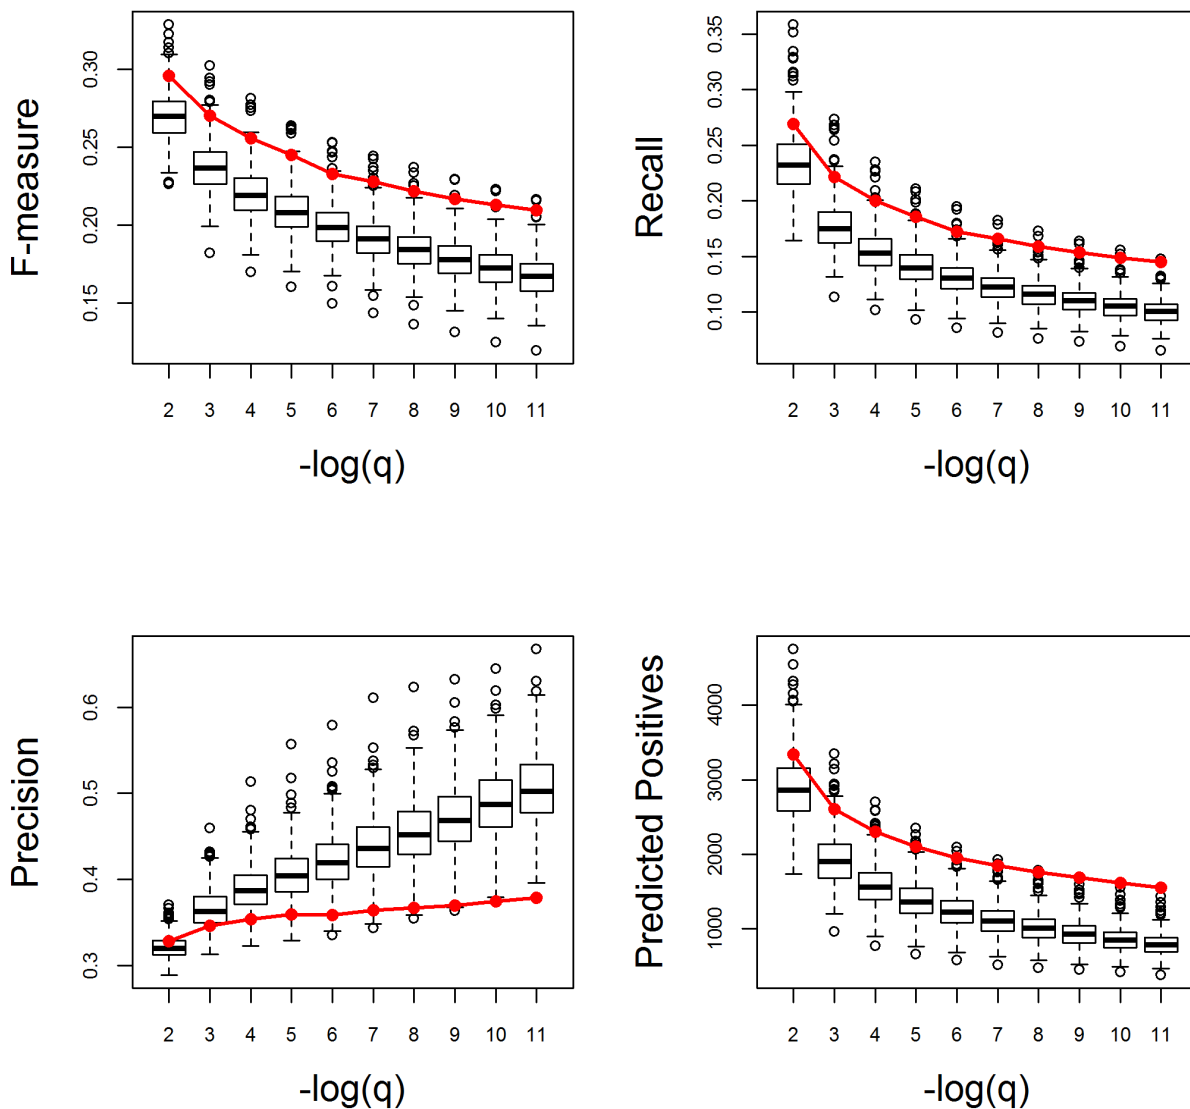 F-measure
0.15 0.20 0.25 0.30
2 3 4 5 6 7 8 9 10 11
-log(q)
Recall
0.10 0.15 0.20 0.25 0.30 0.35
2 3 4 5 6 7 8 9 10 11
-log(q)
Precision
0.3 0.4 0.5 0.6
2 3 4 5 6 7 8 9 10 11
-log(q)
Predicted Positives
1000 2000 3000 4000
2 3 4 5 6 7 8 9 10 11
-log(q)